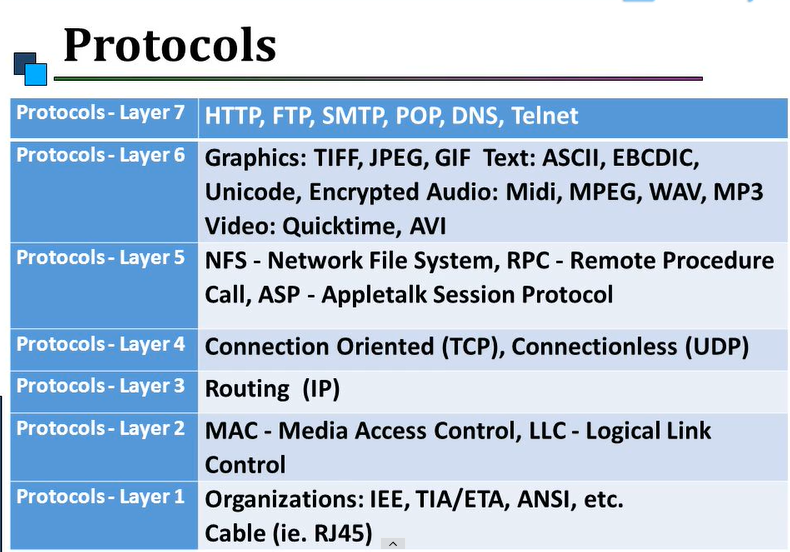 Protocols
Protocols - Layer 7
HTTP, FTP, SMTP, POP, DNS, Telnet
Protocols - Layer 6
Graphics: TIFF, JPEG, GIF Text: ASCII, EBCDIC,
Unicode, Encrypted Audio: Midi, MPEG, WAV, MP3
Video: Quicktime, AVI
Protocols - Layer 5
NFS - Network File System, RPC - Remote Procedure
Call, ASP - Appletalk Session Protocol
Protocols - Layer 4
Connection Oriented (TCP), Connectionless (UDP)
Protocols - Layer 3
Routing (IP)
Protocols - Layer 2
MAC - Media Access Control, LLC - Logical Link
Control
Protocols - Layer 1
Organizations: IEE, TIA/ETA, ANSI, etc.
Cable (ie. RJ45)